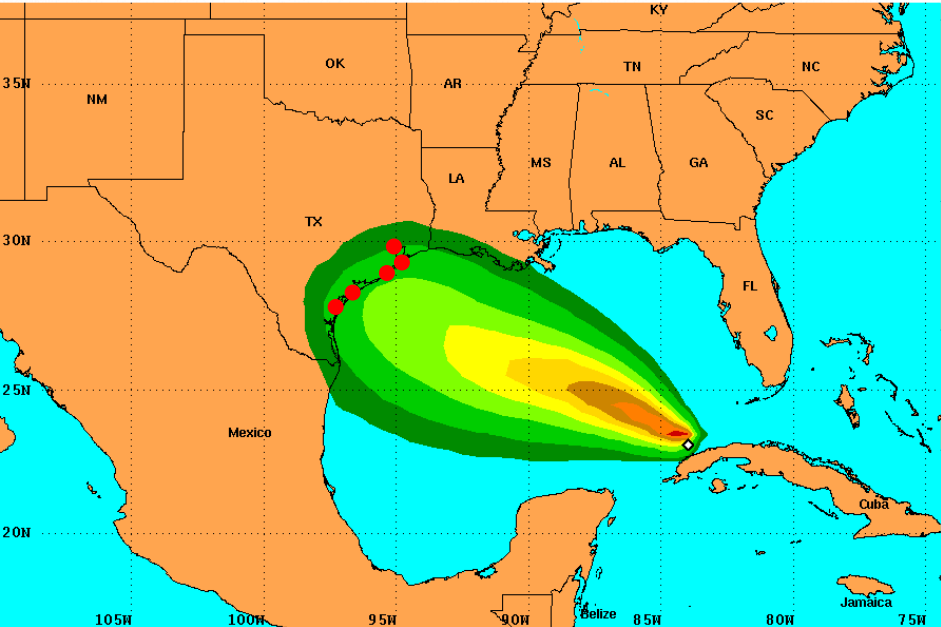 KY
OK
TN
NC
35N
NM
AR
SC
MS
AL
GA
LA
TX
30N
FL
25N
Mexico
Cuba
20N
Jamaica
Belize
105W
100W
95W
90W
85W
80W
75W